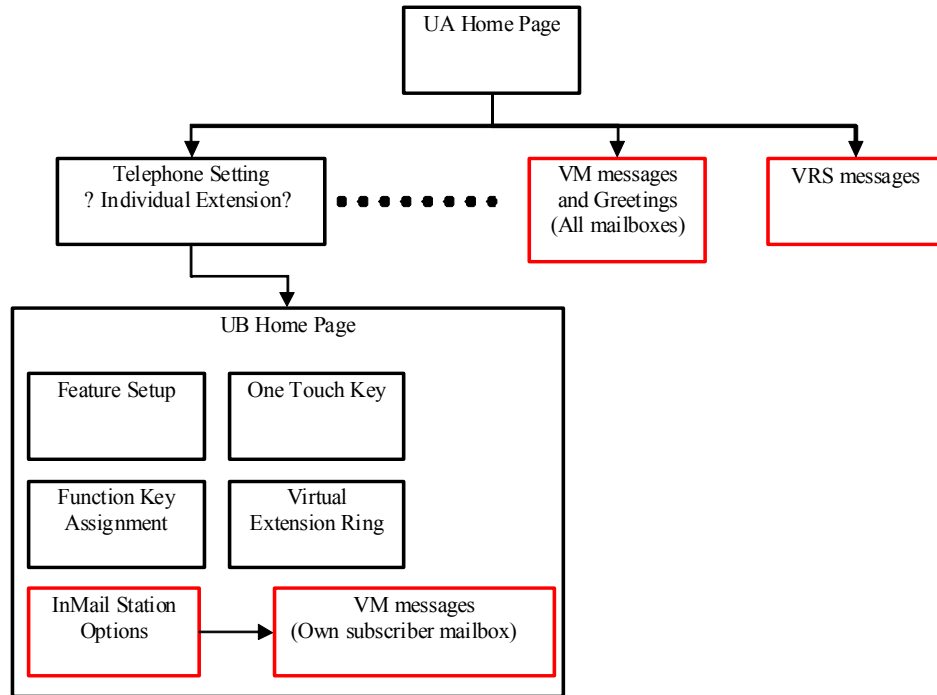 UA Home Page
Telephone Setting
? Individual Extension?
VM messages
and Greetings
(All mailboxes)
VRS messages
UB Home Page
Feature Setup
One Touch Key
Function Key
Assignment
Virtual
Extension Ring
InMail Station
Options
VM messages
(Own subscriber mailbox)